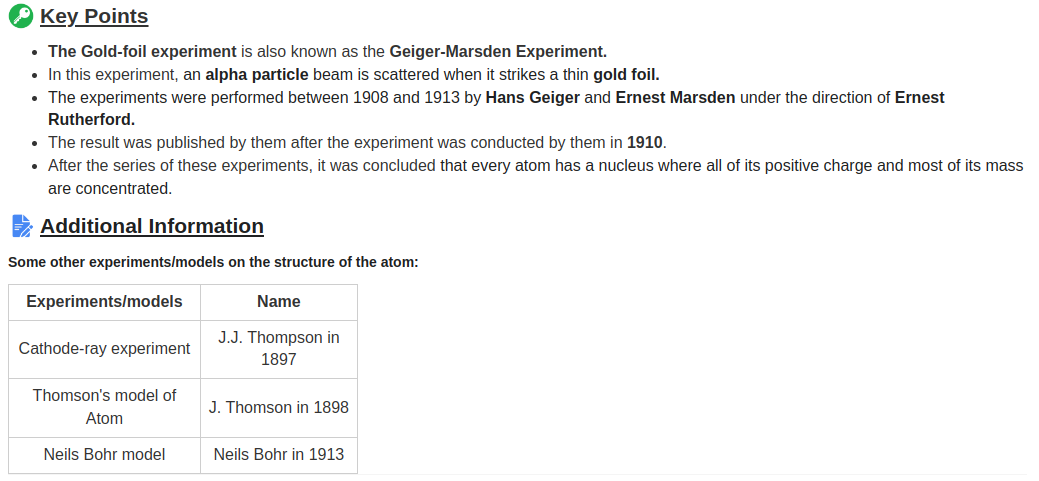 Key Points
The Gold-foil experiment is also known as the Geiger-Marsden Experiment.
In this experiment, an alpha particle beam is scattered when it strikes a thin gold foil.
The experiments were performed between 1908 and 1913 by Hans Geiger and Ernest Marsden under the direction of Ernest
Rutherford.
The result was published by them after the experiment was conducted by them in 1910.
After the series of these experiments, it was concluded that every atom has a nucleus where all of its positive charge and most of its mass
are concentrated.
Additional Information
Some other experiments/models on the structure of the atom:
Experiments/models Name
Cathode-ray experiment J.J. Thompson in
1897
Thomson's model of
Atom J. Thomson in 1898
Neils Bohr model Neils Bohr in 1913